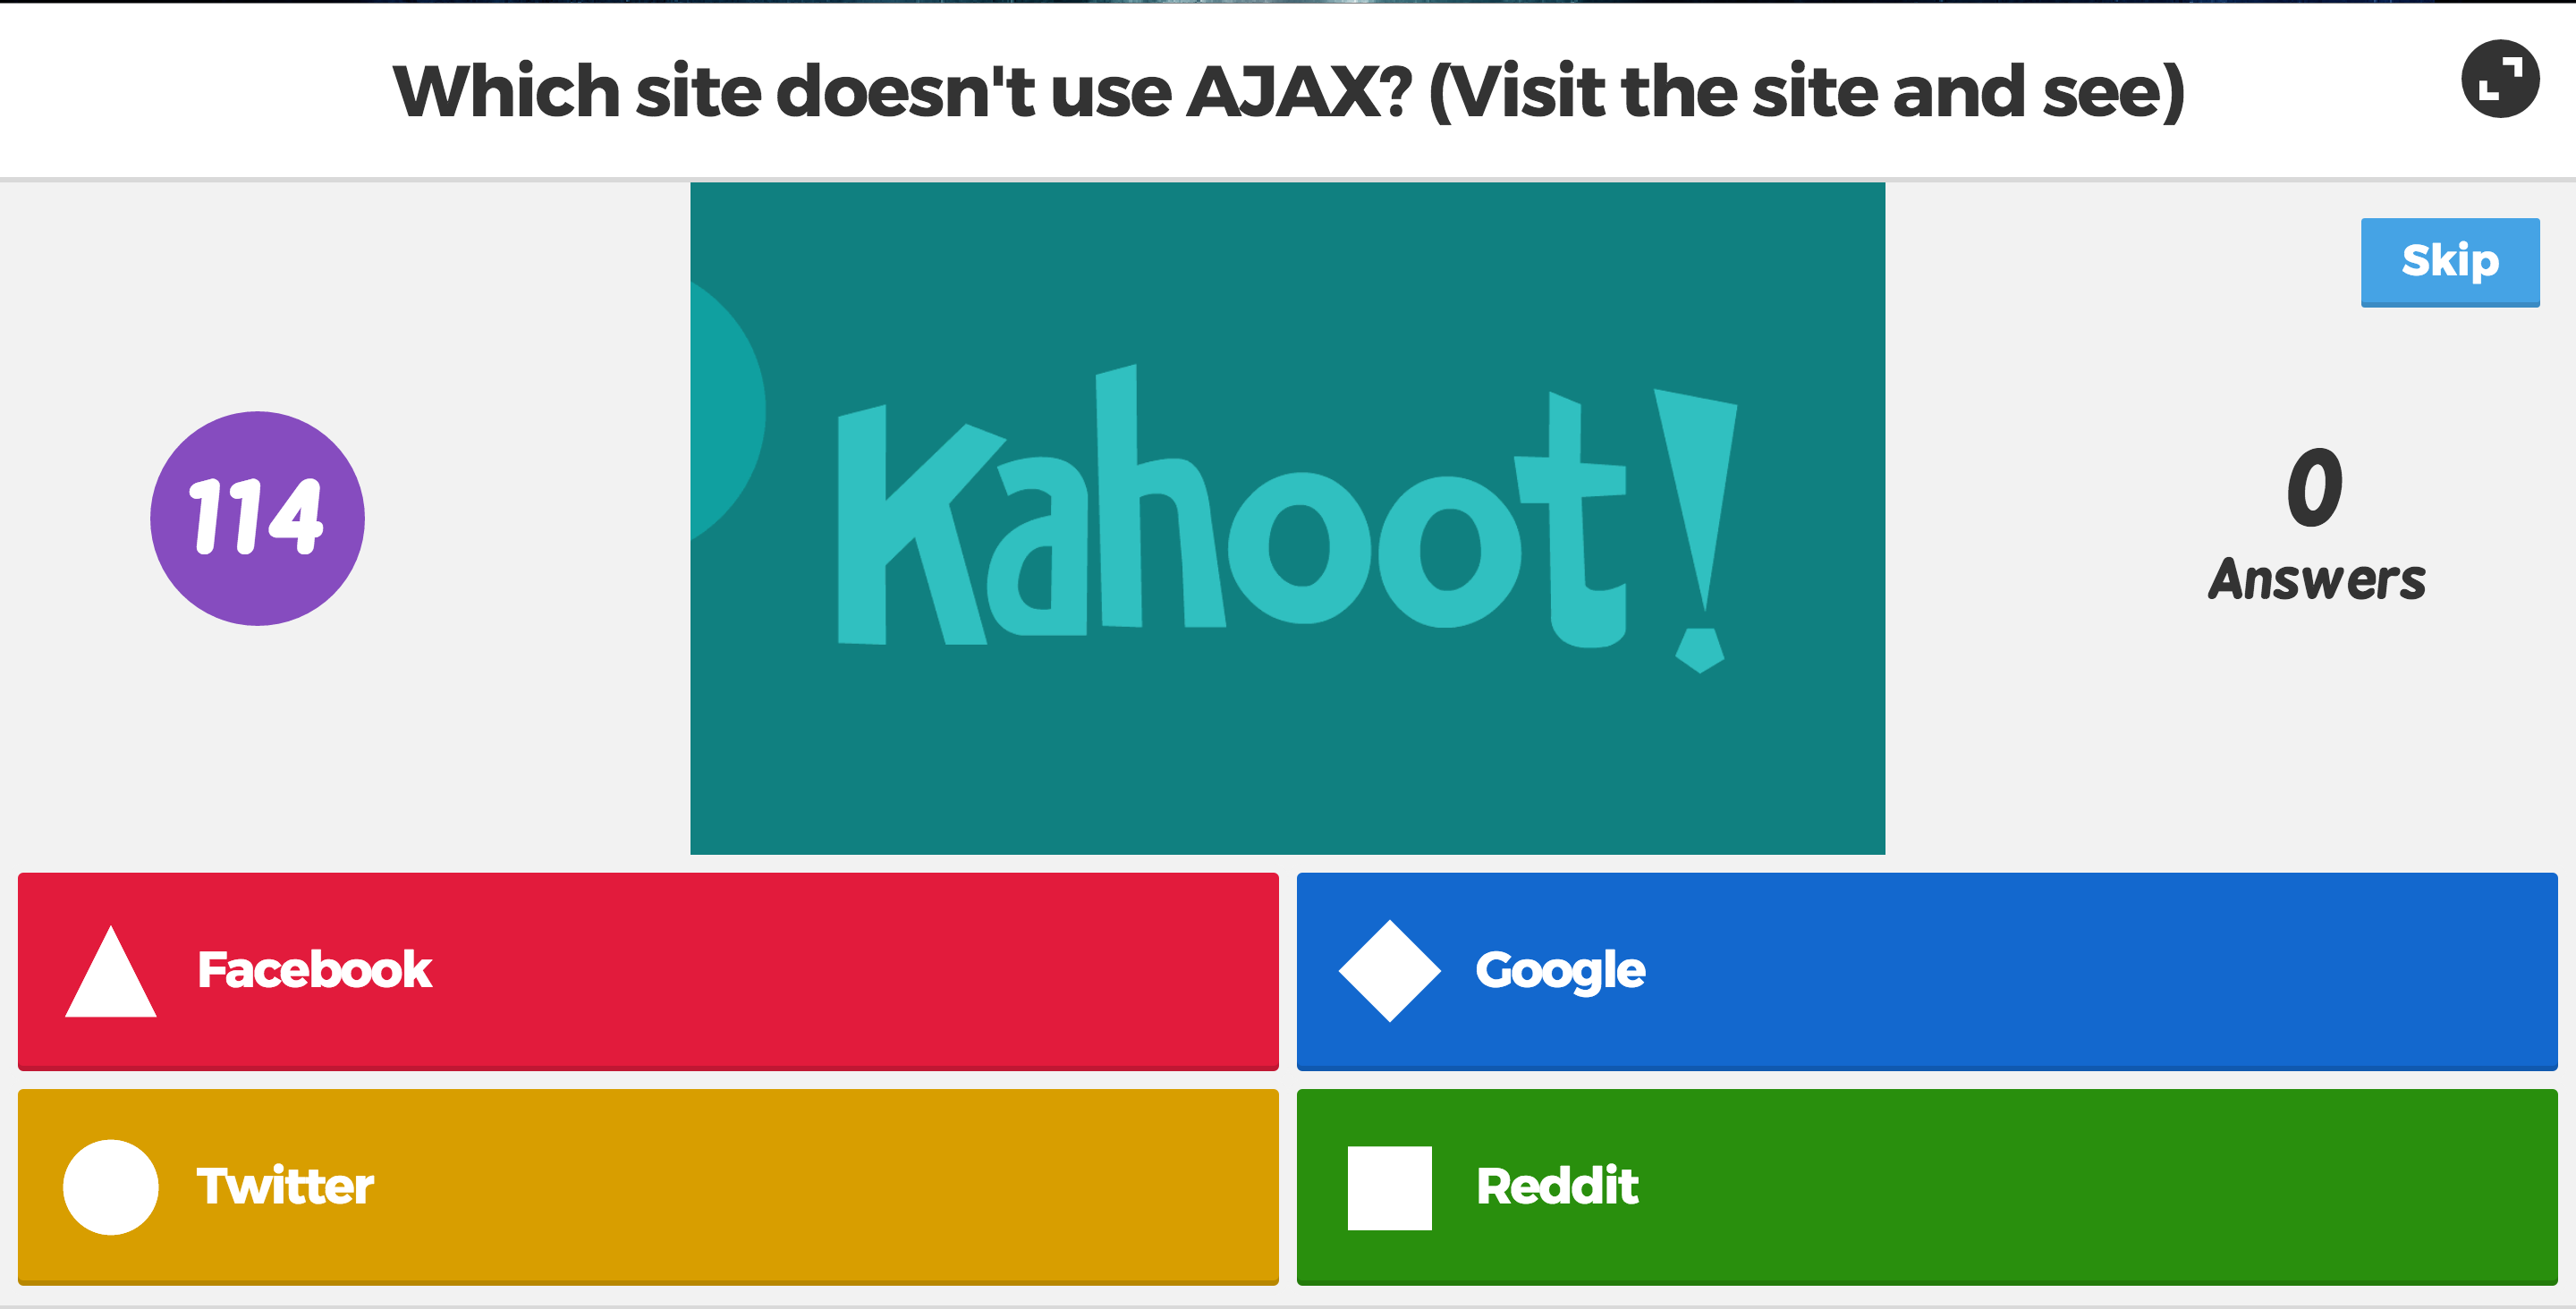 Which site doesn't use AJAX? (Visit the site and see)
Skip
114
Kahoot!
0
Answers
Facebook
Google
Twitter
Reddit